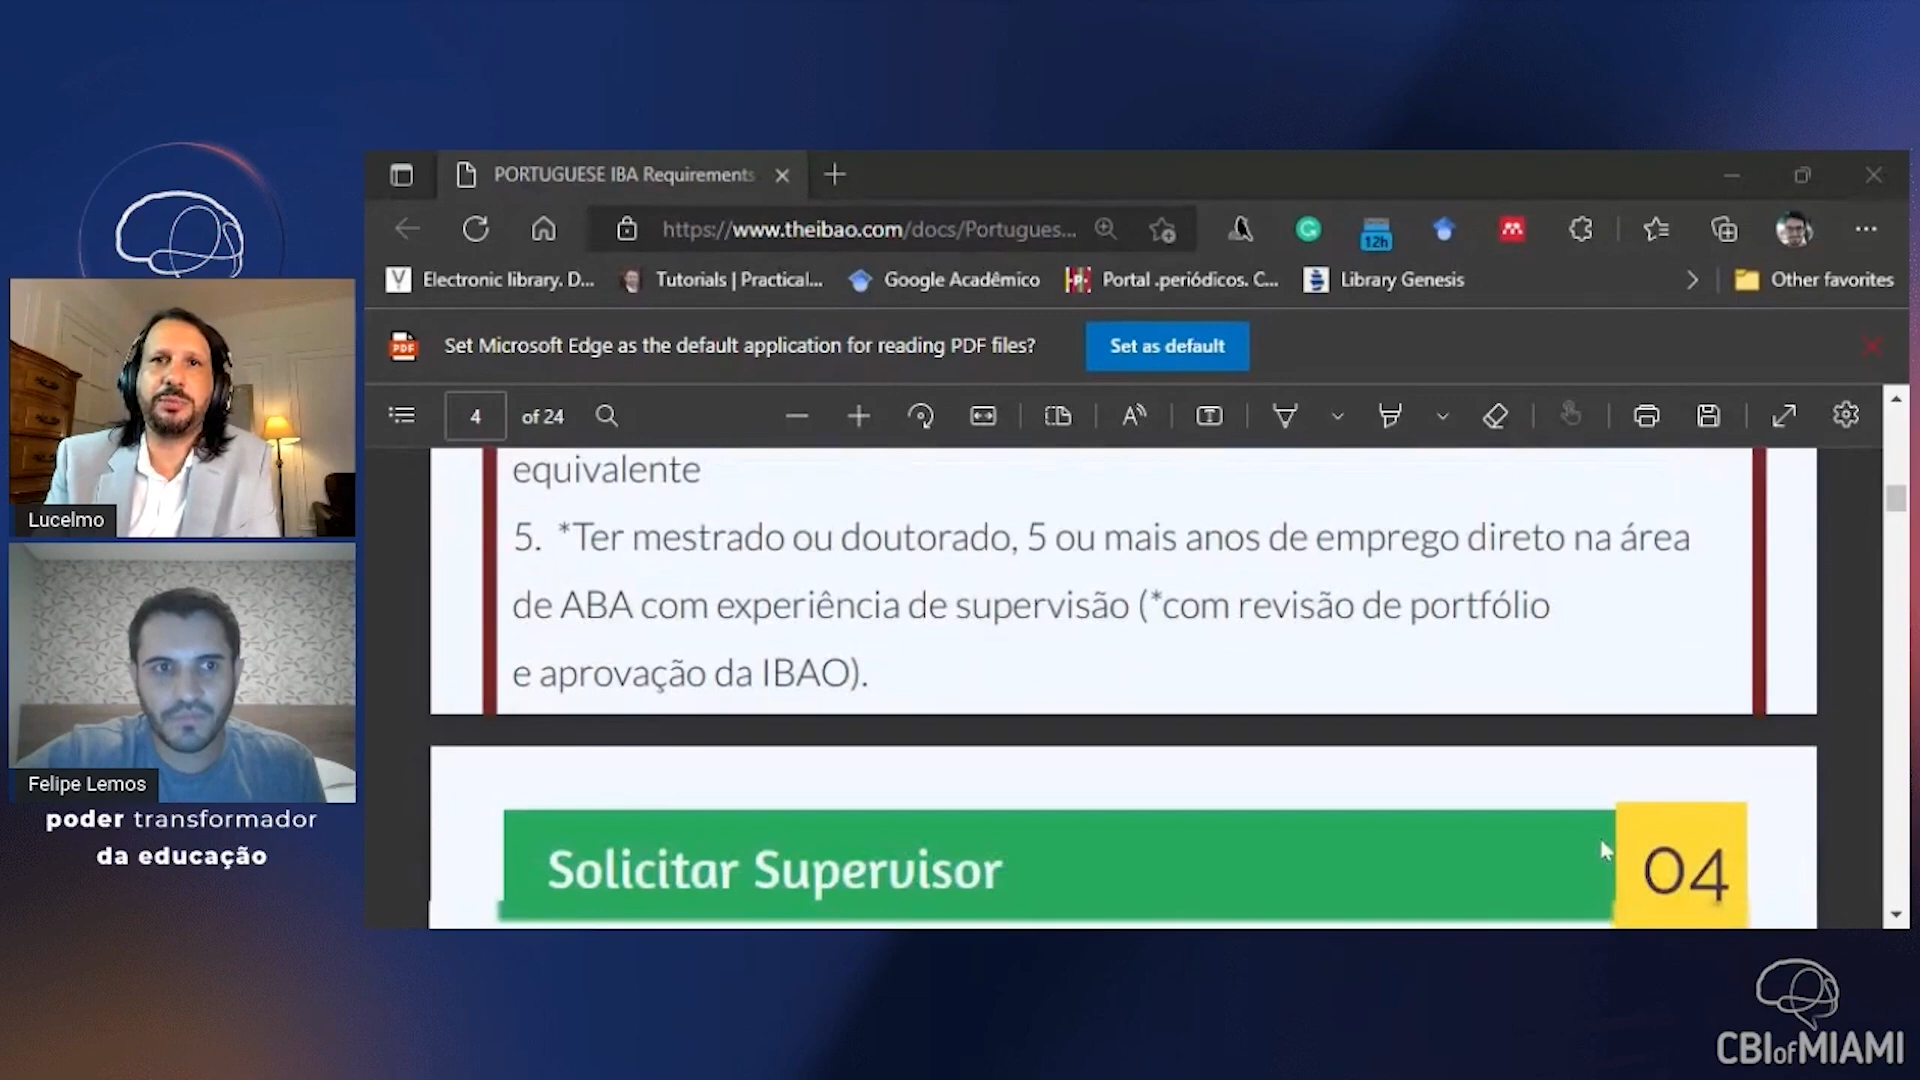 PORTUGUESE IBA Requirements
https://www.theibao.com/docs/Portugues...
12h
Electronic library. D...
Tutorials | Practical...
Google Acadêmico
Portal .periódicos. C...
Library Genesis
Other favorites
PDF
Set Microsoft Edge as the default application for reading PDF files?
Set as default
4
of 24
equivalente
5. *Ter mestrado ou doutorado, 5 ou mais anos de emprego direto na área
de ABA com experiência de supervisão (*com revisão de portfólio
e aprovação da IBAO).
Solicitar Supervisor
04
Lucelmo
Felipe Lemos
poder transformador
da educação
CBIofMIAMI